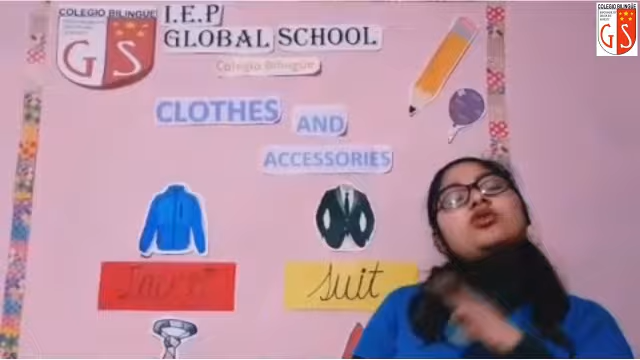 COLEGIO BILINGÜE
GS
I.E.P
GLOBAL SCHOOL
Colegio Bilingüe
CLOTHES
AND
ACCESSORIES
Suit
COLEGIO BILINGÜE
GS